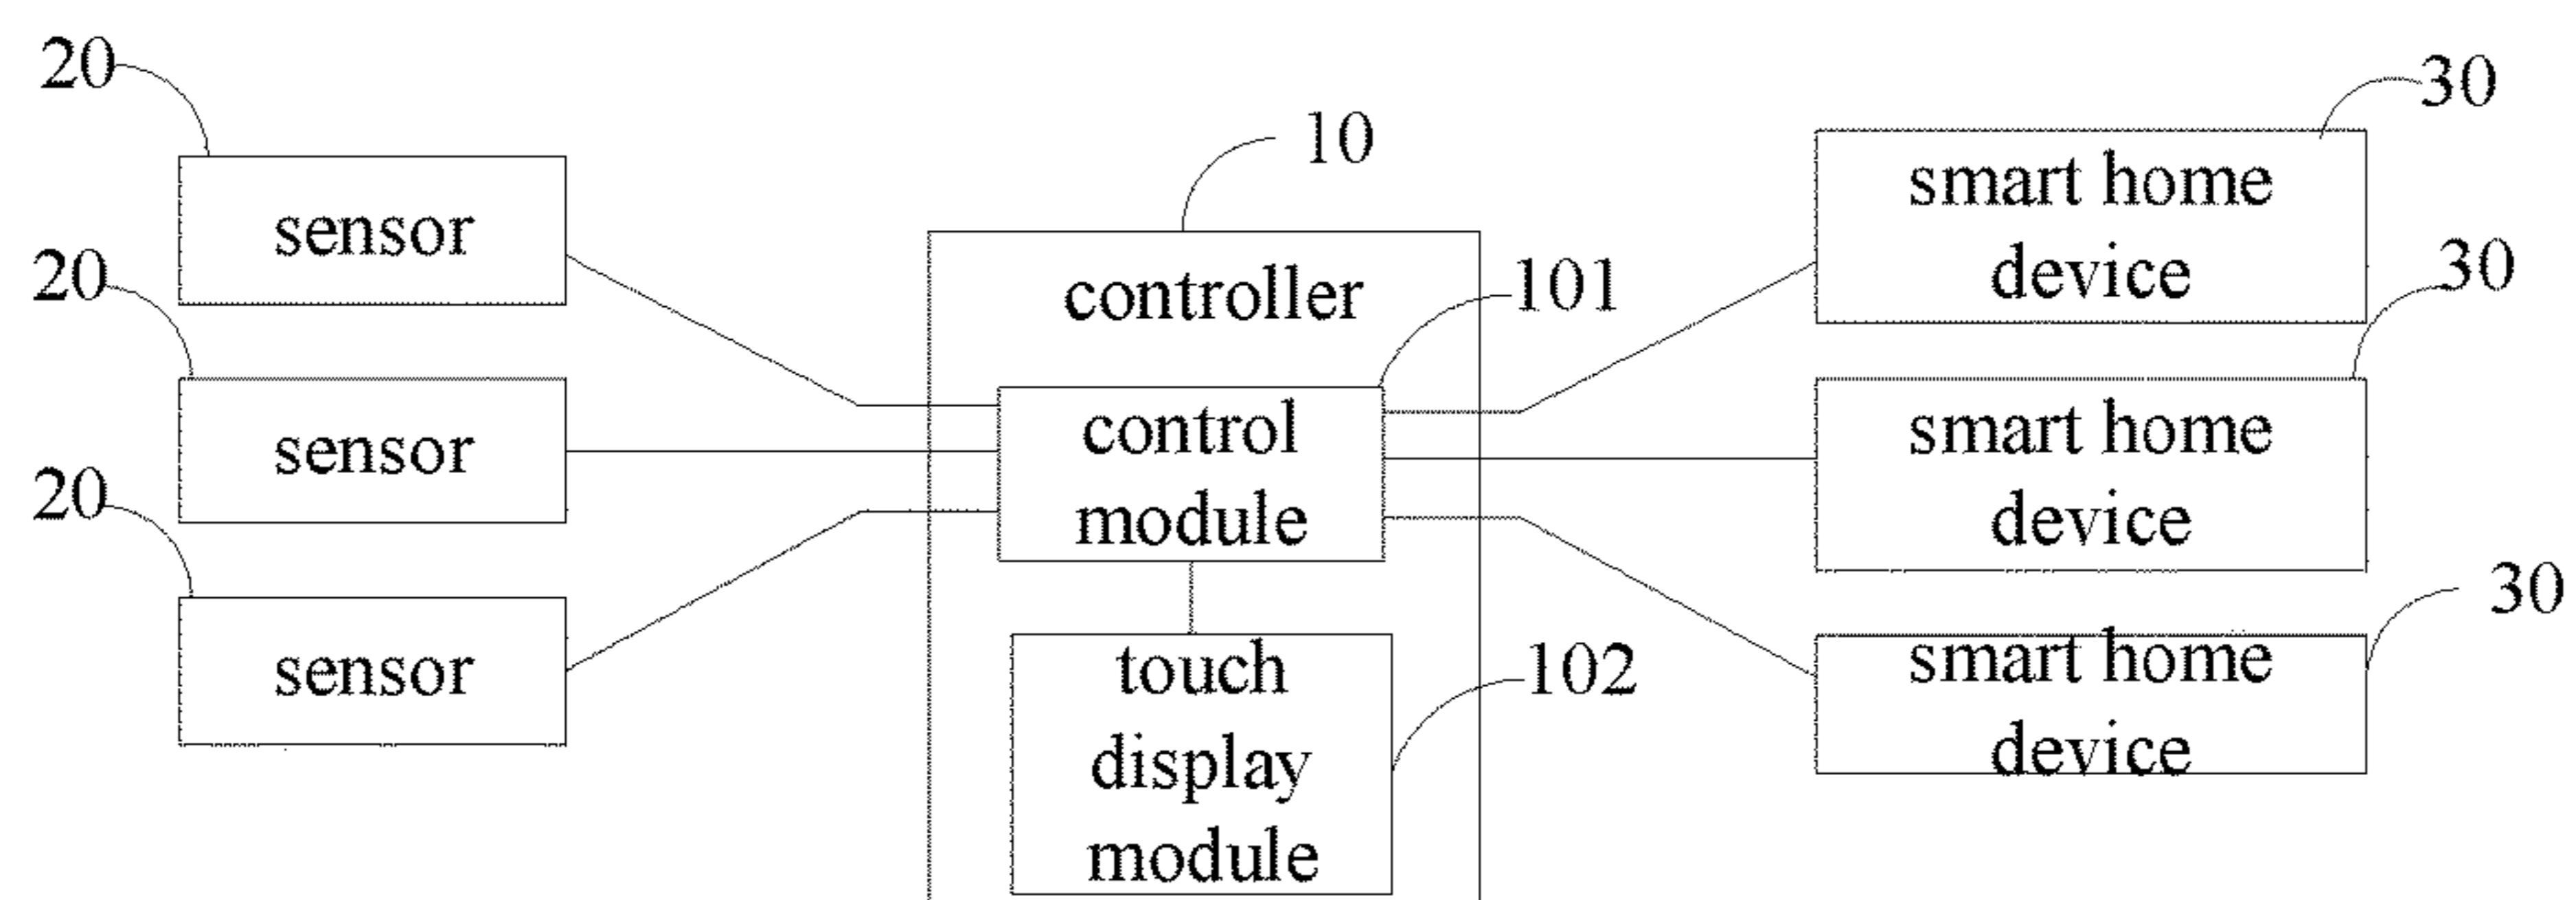 20
30
10
sensor
smart home
device
20
controller
101
30
sensor
control
module
smart home
device
20
sensor
touch
display
module
102
smart home
device
30